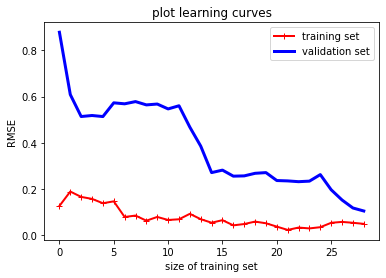 plot learning curves
training set
validation set
RMSE
0.8
0.6
0.4
0.2
0.0
0 5 10 15 20 25
size of training set